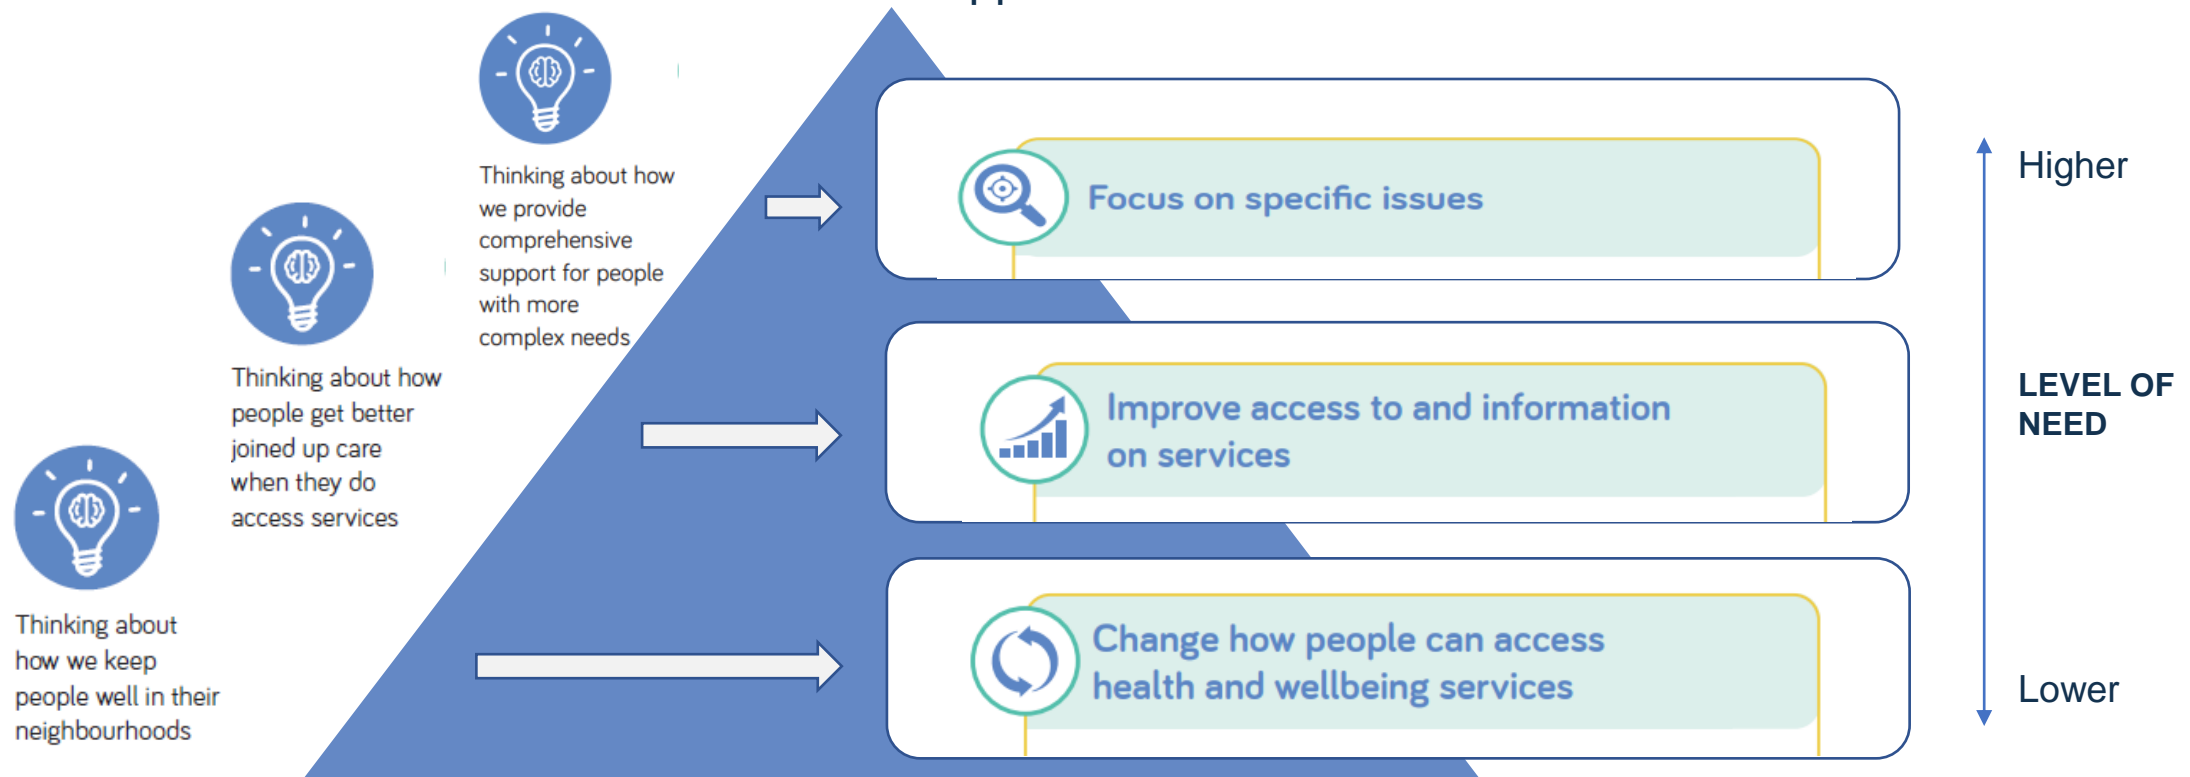 Thinking about how
we provide
comprehensive
support for people
with more
complex needs
Focus on specific issues
Higher
Thinking about how
people get better
joined up care
when they do
access services
Improve access to and information
on services
LEVEL OF
NEED
Thinking about
how we keep
people well in their
neighbourhoods
Change how people can access
health and wellbeing services
Lower